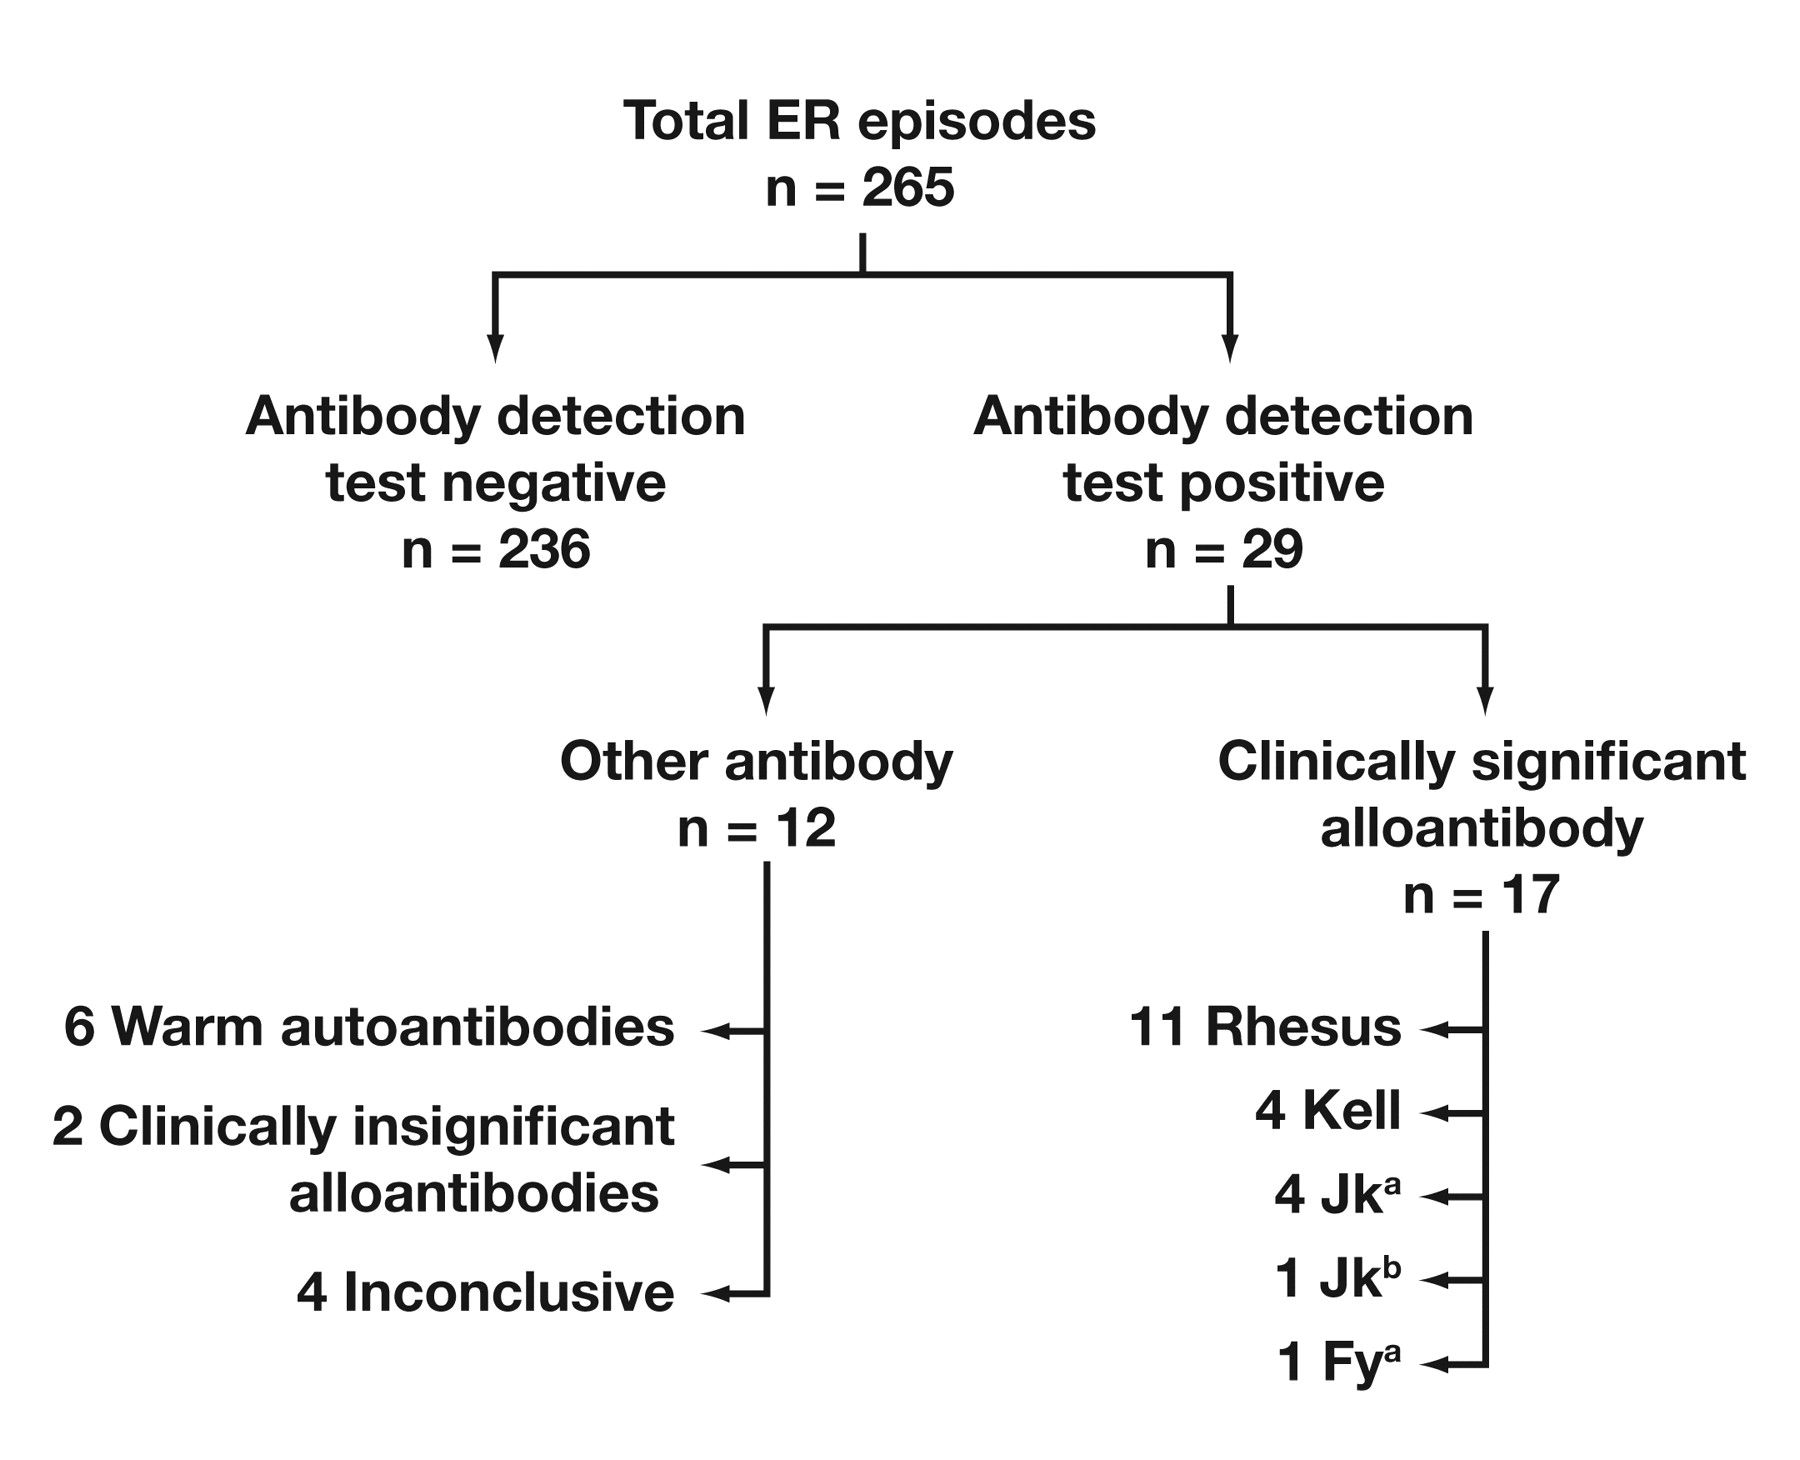 Total ER episodes
n = 265
Antibody detection
test negative
n = 236
Antibody detection
test positive
n = 29
Other antibody
n = 12
6 Warm autoantibodies
2 Clinically insignificant
alloantibodies
4 Inconclusive
Clinically significant
alloantibody
n = 17
11 Rhesus
4 Kell
4 Jkᵃ
1 Jkᵇ
1 Fyᵃ